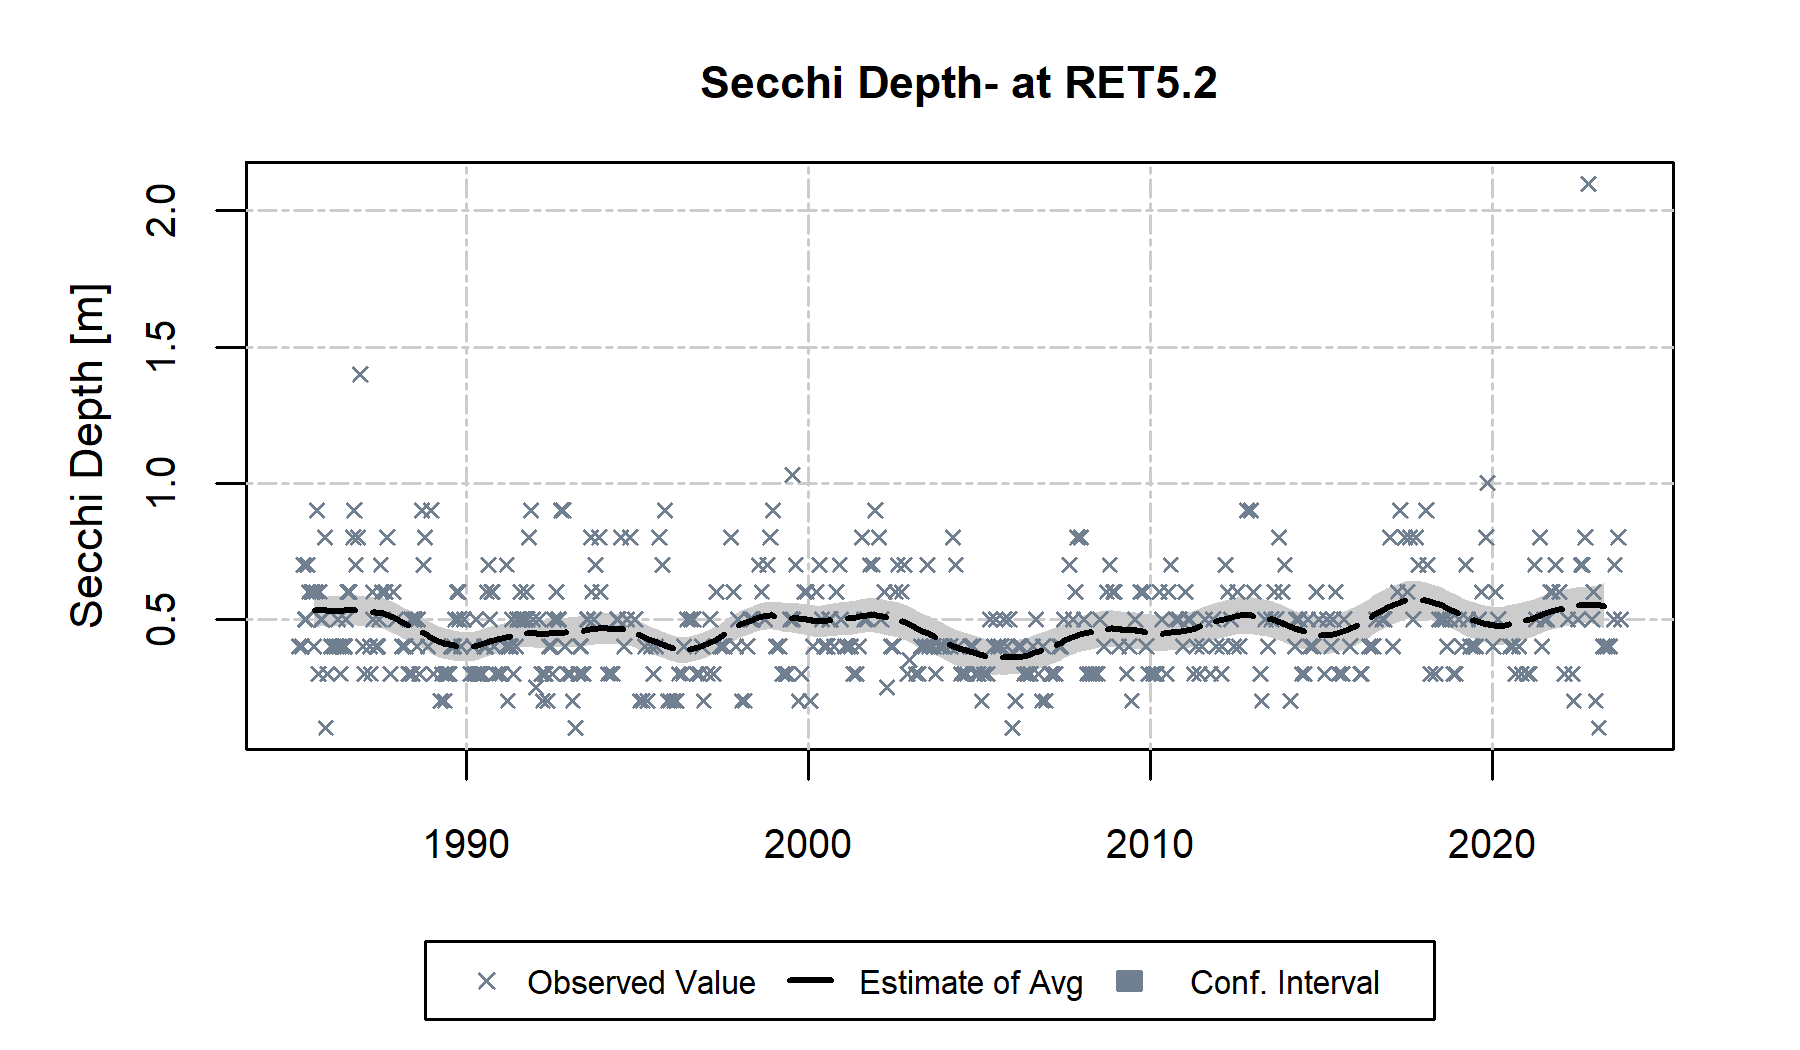 Secchi Depth- at RET5.2
Secchi Depth [m]
2.0
1.5
1.0
0.5
1990 2000 2010 2020
Observed Value Estimate of Avg Conf. Interval